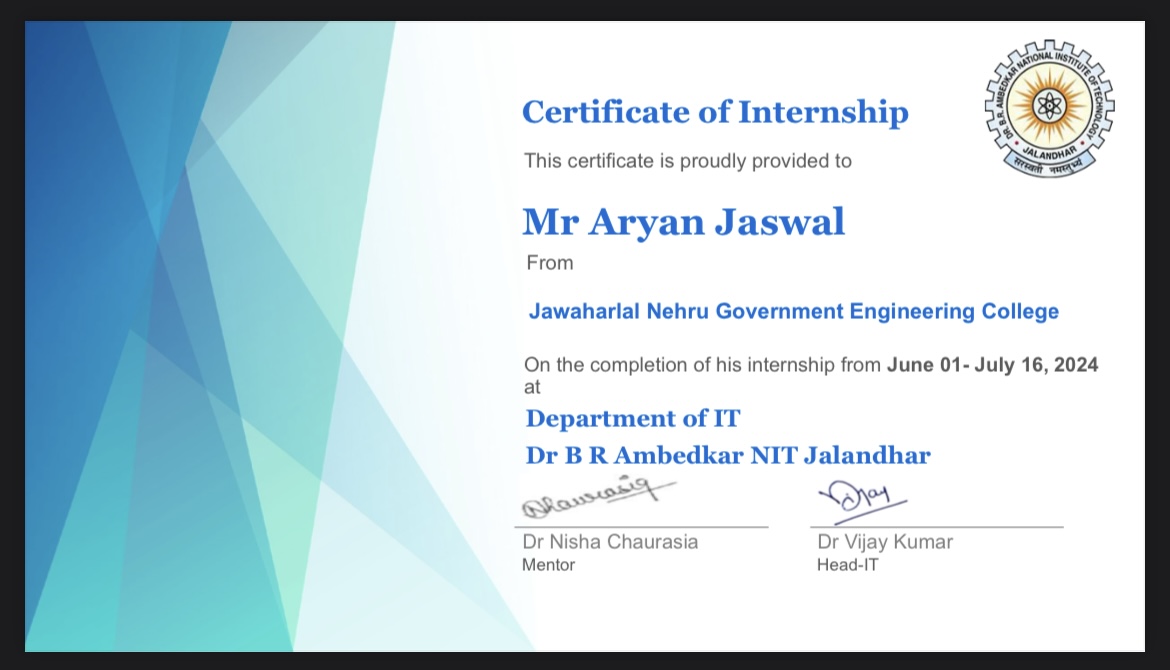 Certificate of Internship
DR. B.R. AMBEDKAR NATIONAL INSTITUTE OF TECHNOLOGY
JALANDHAR
सरस्वती नमस्तुभ्यं
This certificate is proudly provided to
Mr Aryan Jaswal
From
Jawaharlal Nehru Government Engineering College
On the completion of his internship from June 01- July 16, 2024
at
Department of IT
Dr B R Ambedkar NIT Jalandhar
Chaurasia
Vijay
Dr Nisha Chaurasia
Dr Vijay Kumar
Mentor
Head-IT